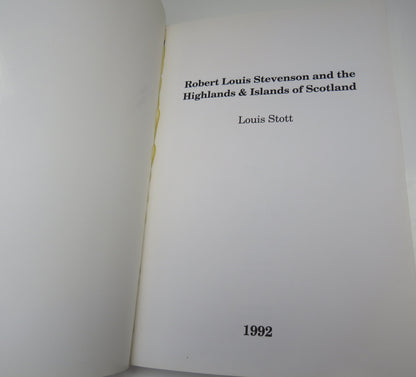 Robert Louis Stevenson and the
Highlands & Islands of Scotland
Louis Stott
1992